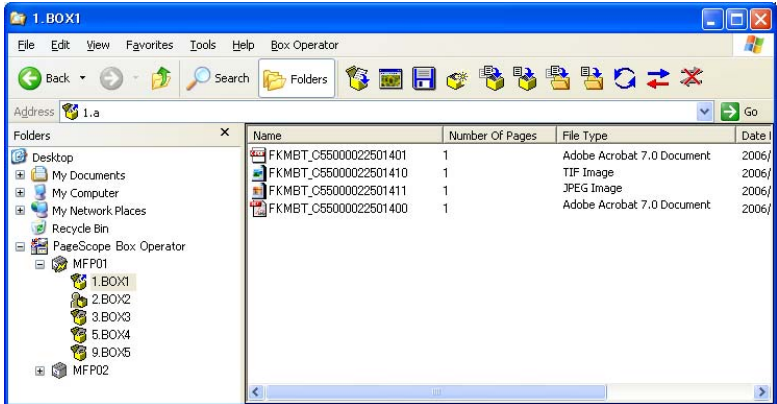 1.BOX1
File Edit View Favorites Tools Help Box Operator
Back Search Folders
Address 1.a Go
Folders x
Desktop
My Documents
My Computer
My Network Places
Recycle Bin
PageScope Box Operator
MFP01
1.BOX1
2.BOX2
3.BOX3
5.BOX4
9.BOX5
MFP02
Name Number Of Pages File Type Date
FKMBT_C55000022501401 1 Adobe Acrobat 7.0 Document 2006/
FKMBT_C55000022501410 1 TIF Image 2006/
FKMBT_C55000022501411 1 JPEG Image 2006/
FKMBT_C55000022501400 1 Adobe Acrobat 7.0 Document 2006/